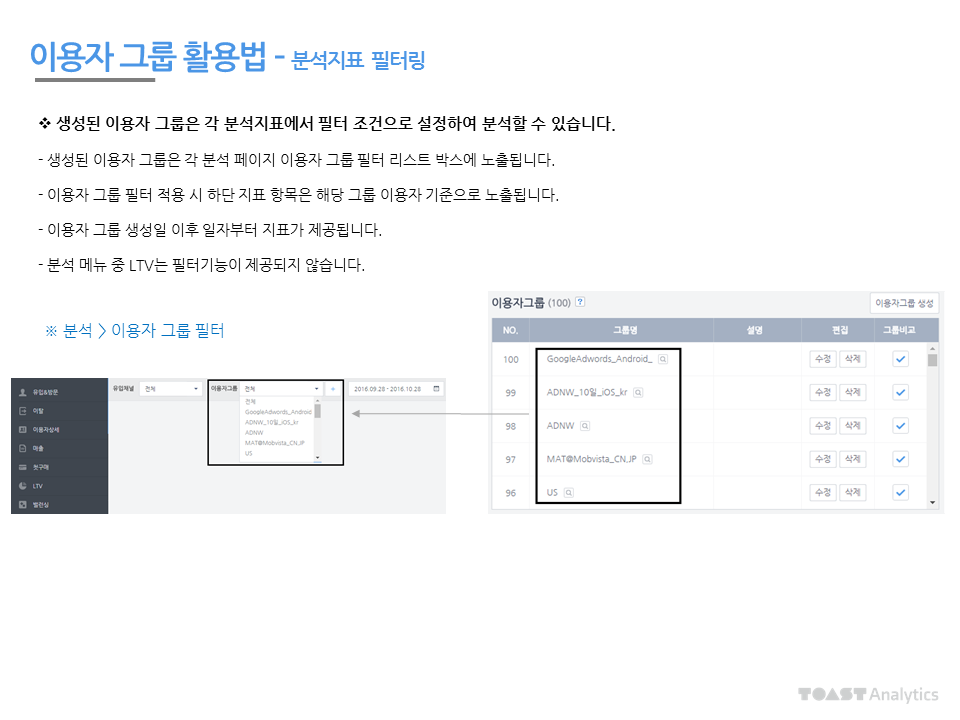 이용자 그룹 활용법 - 분석지표 필터링
❖ 생성된 이용자 그룹은 각 분석지표에서 필터 조건으로 설정하여 분석할 수 있습니다.
- 생성된 이용자 그룹은 각 분석 페이지 이용자 그룹 필터 리스트 박스에 노출됩니다.
- 이용자 그룹 필터 적용 시 하단 지표 항목은 해당 그룹 이용자 기준으로 노출됩니다.
- 이용자 그룹 생성일 이후 일자부터 지표가 제공됩니다.
- 분석 메뉴 중 LTV는 필터기능이 제공되지 않습니다.
※ 분석 > 이용자 그룹 필터
유입&방문
이탈
이용자상세
매출
첫구매
LTV
밸런싱
유입채널 전체 이용자그룹 전체 + 2016.09.28 - 2016.10.28
전체
GoogleAdwords_Android
ADNW_10월_iOS_kr
ADNW
MAT@Mobvista_CN,JP
US
이용자그룹 (100) ? 이용자그룹 생성
NO. 그룹명 설명 편집 그룹비교
100 GoogleAdwords_Android_ 수정 삭제
99 ADNW_10월_iOS_kr 수정 삭제
98 ADNW 수정 삭제
97 MAT@Mobvista_CN,JP 수정 삭제
96 US 수정 삭제
TOAST Analytics